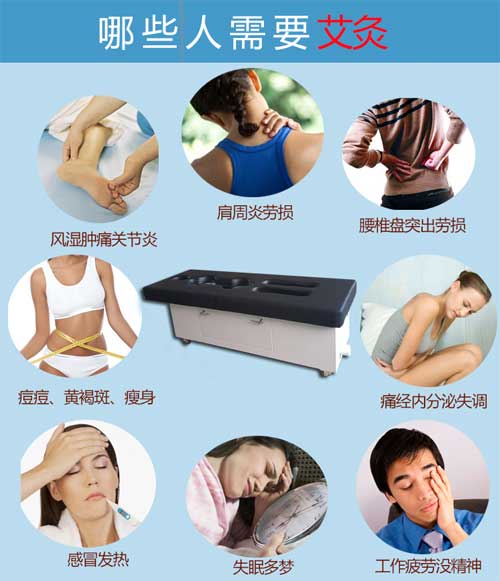 哪些人需要艾灸
风湿肿痛关节炎
肩周炎劳损
腰椎盘突出劳损
痘痘、黄褐斑、瘦身
痛经内分泌失调
感冒发热
失眠多梦
工作疲劳没精神